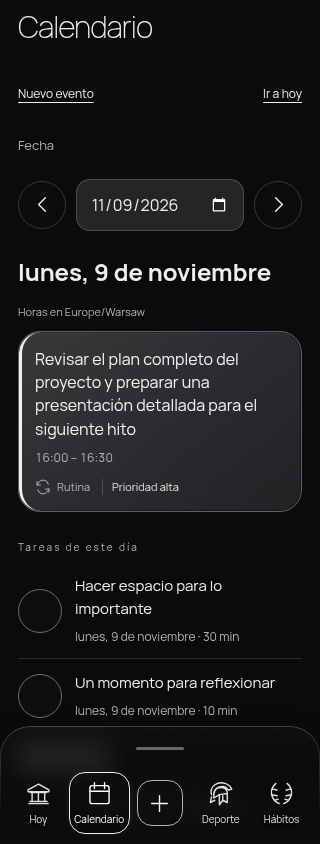 Calendario
Nuevo evento
Ir a hoy
Fecha
11/09/2026
lunes, 9 de noviembre
Horas en Europe/Warsaw
Revisar el plan completo del
proyecto y preparar una
presentación detallada para el
siguiente hito
16:00 – 16:30
Rutina
Prioridad alta
Tareas de este día
Hacer espacio para lo
importante
lunes, 9 de noviembre · 30 min
Un momento para reflexionar
lunes, 9 de noviembre · 10 min
Hoy
Calendario
Deporte
Hábitos